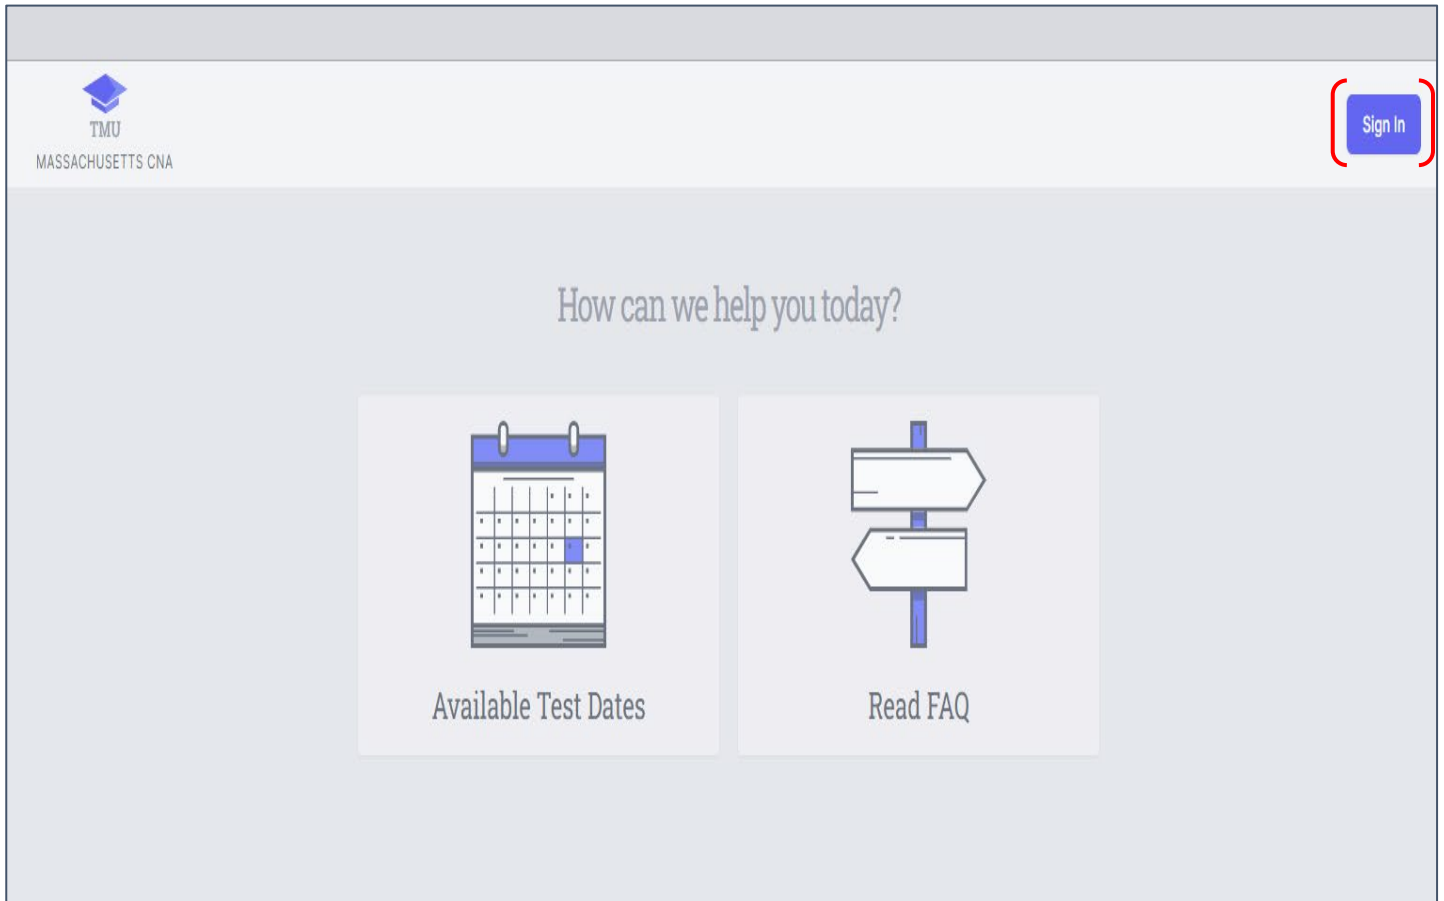 TMU
MASSACHUSETTS CNA
Sign In
How can we help you today?
Available Test Dates
Read FAQ